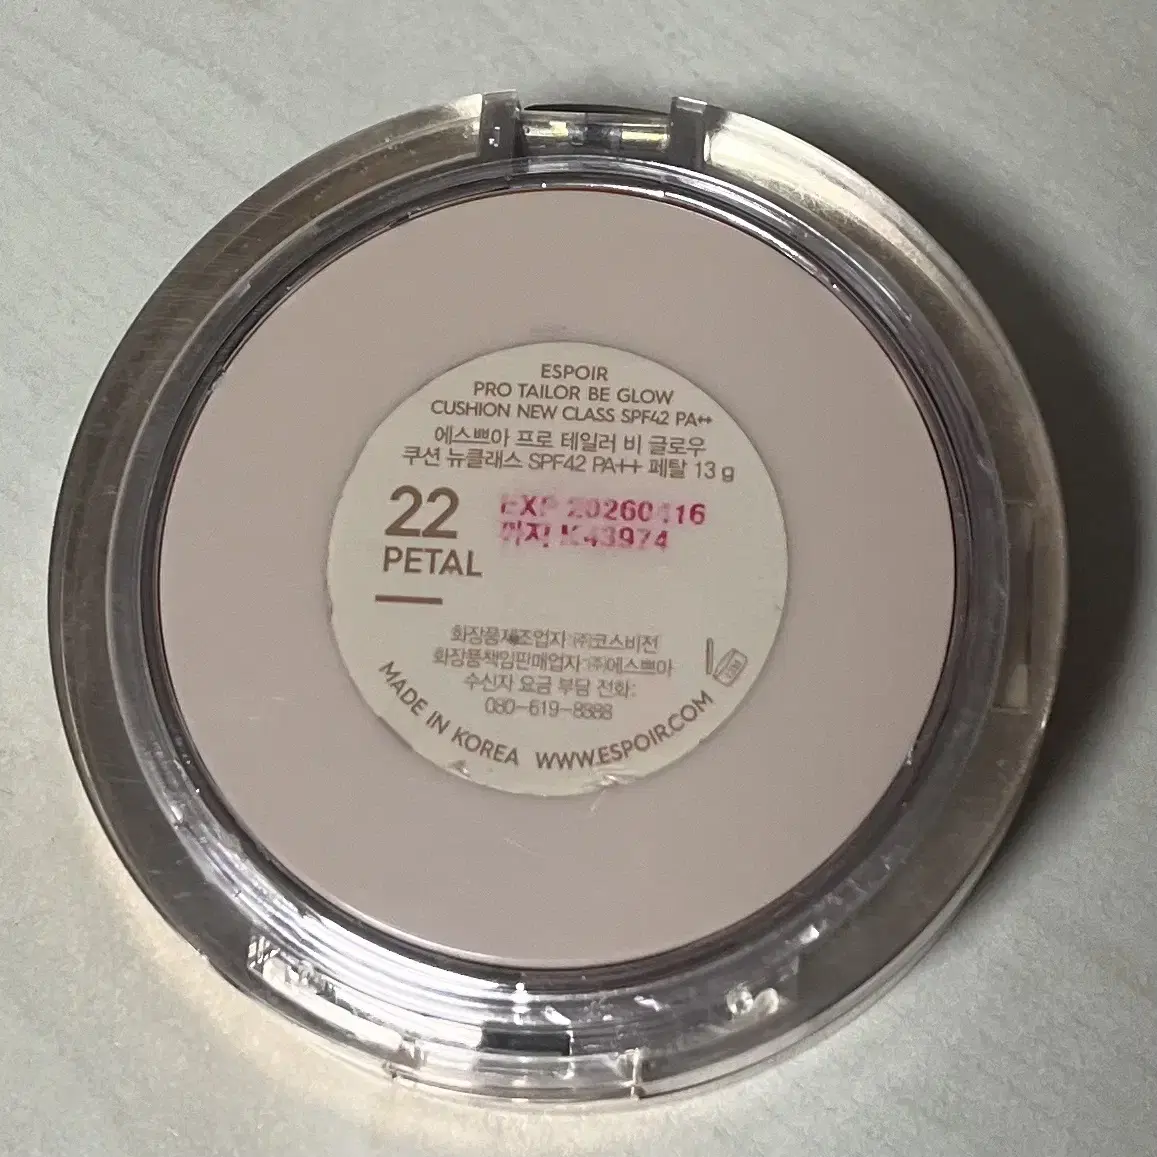 ESPOIR
PRO TAILOR BE GLOW
CUSHION NEW CLASS SPF42 PA++
에스쁘아 프로 테일러 비 글로우
쿠션 뉴클래스 SPF42 PA++ 페탈 13 g
22
PETAL
EXP
까지
화장품제조업자:㈜코스비전
화장품책임판매업자:㈜에스쁘아
수신자 요금 부담 전화:
080-619-8888
MADE IN KOREA WWW.ESPOIR.COM